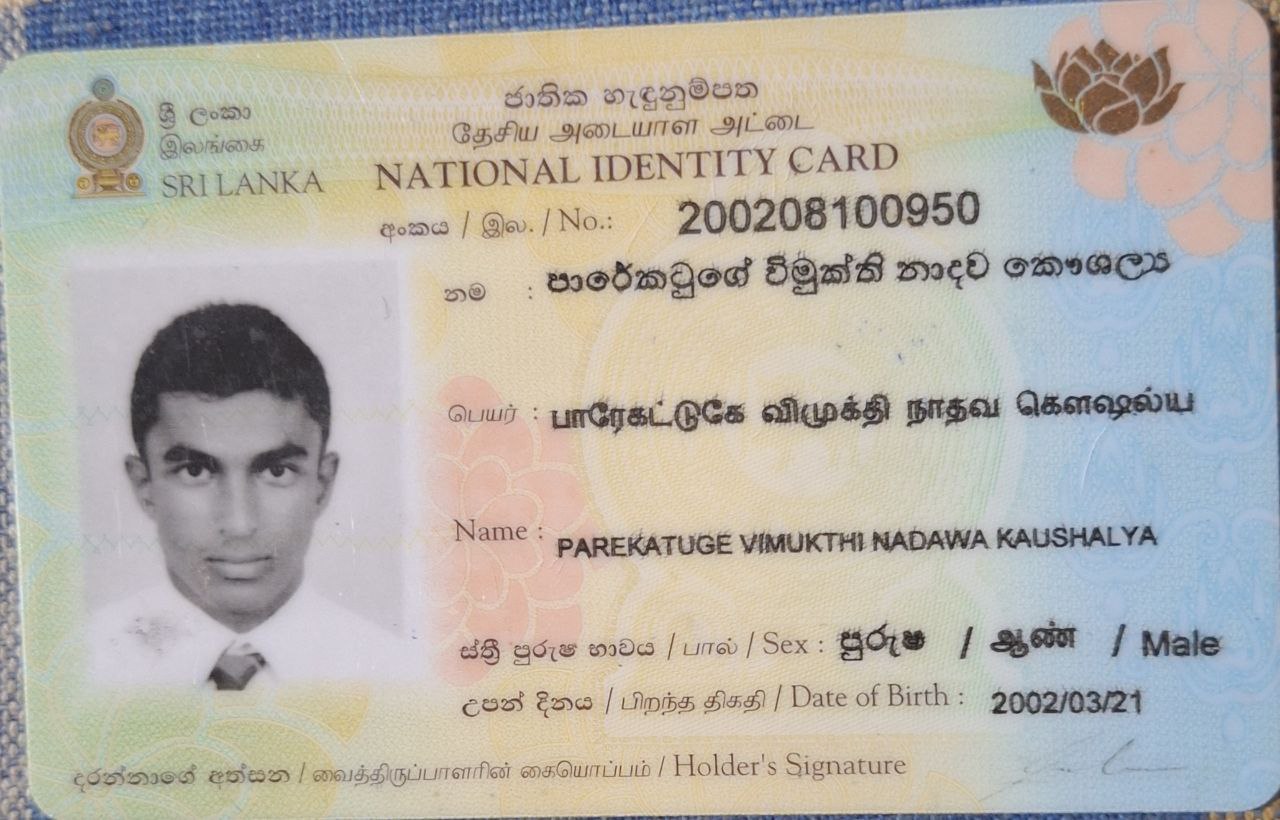 ශ්‍රී ලංකා
இலங்கை
SRI LANKA
ජාතික හැඳුනුම්පත
தேசிய அடையாள அட்டை
NATIONAL IDENTITY CARD
අංකය / இல. / No.: 200208100950
නම : පාරේකටුගේ විමුක්ති නාදව කෞශල්‍ය
பெயர் : பாரேகட்டுகே விமுக்தி நாதவ கௌஷல்ய
Name : PAREKATUGE VIMUKTHI NADAWA KAUSHALYA
ස්ත්‍රී පුරුෂ භාවය / பால் / Sex : පුරුෂ / ஆண் / Male
උපන් දිනය / பிறந்த திகதி / Date of Birth : 2002/03/21
දරන්නාගේ අත්සන / வைத்திருப்பாளரின் கையொப்பம் / Holder's Signature